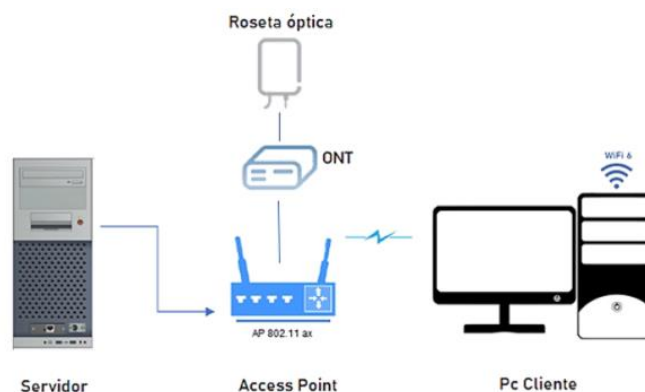 Roseta óptica
ONT
WiFi 6
AP 802.11 ax
Servidor
Access Point
Pc Cliente